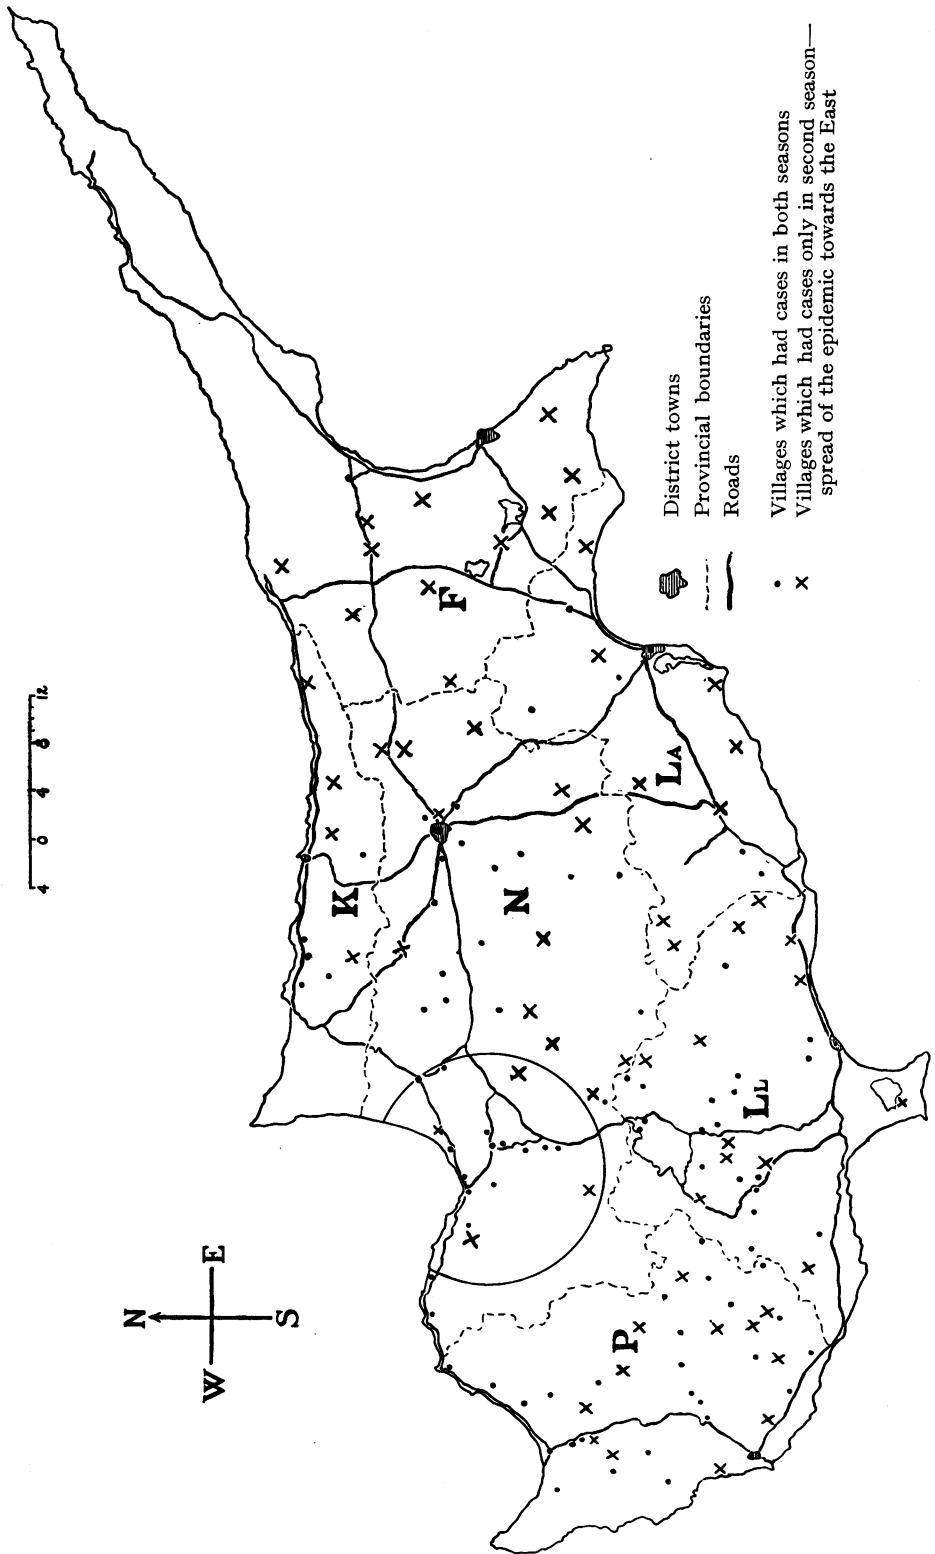 4 0 4 8 12
N
W E
S
K
F
N
LA
P
LL
District towns
Provincial boundaries
Roads
Villages which had cases in both seasons
Villages which had cases only in second season—
spread of the epidemic towards the East